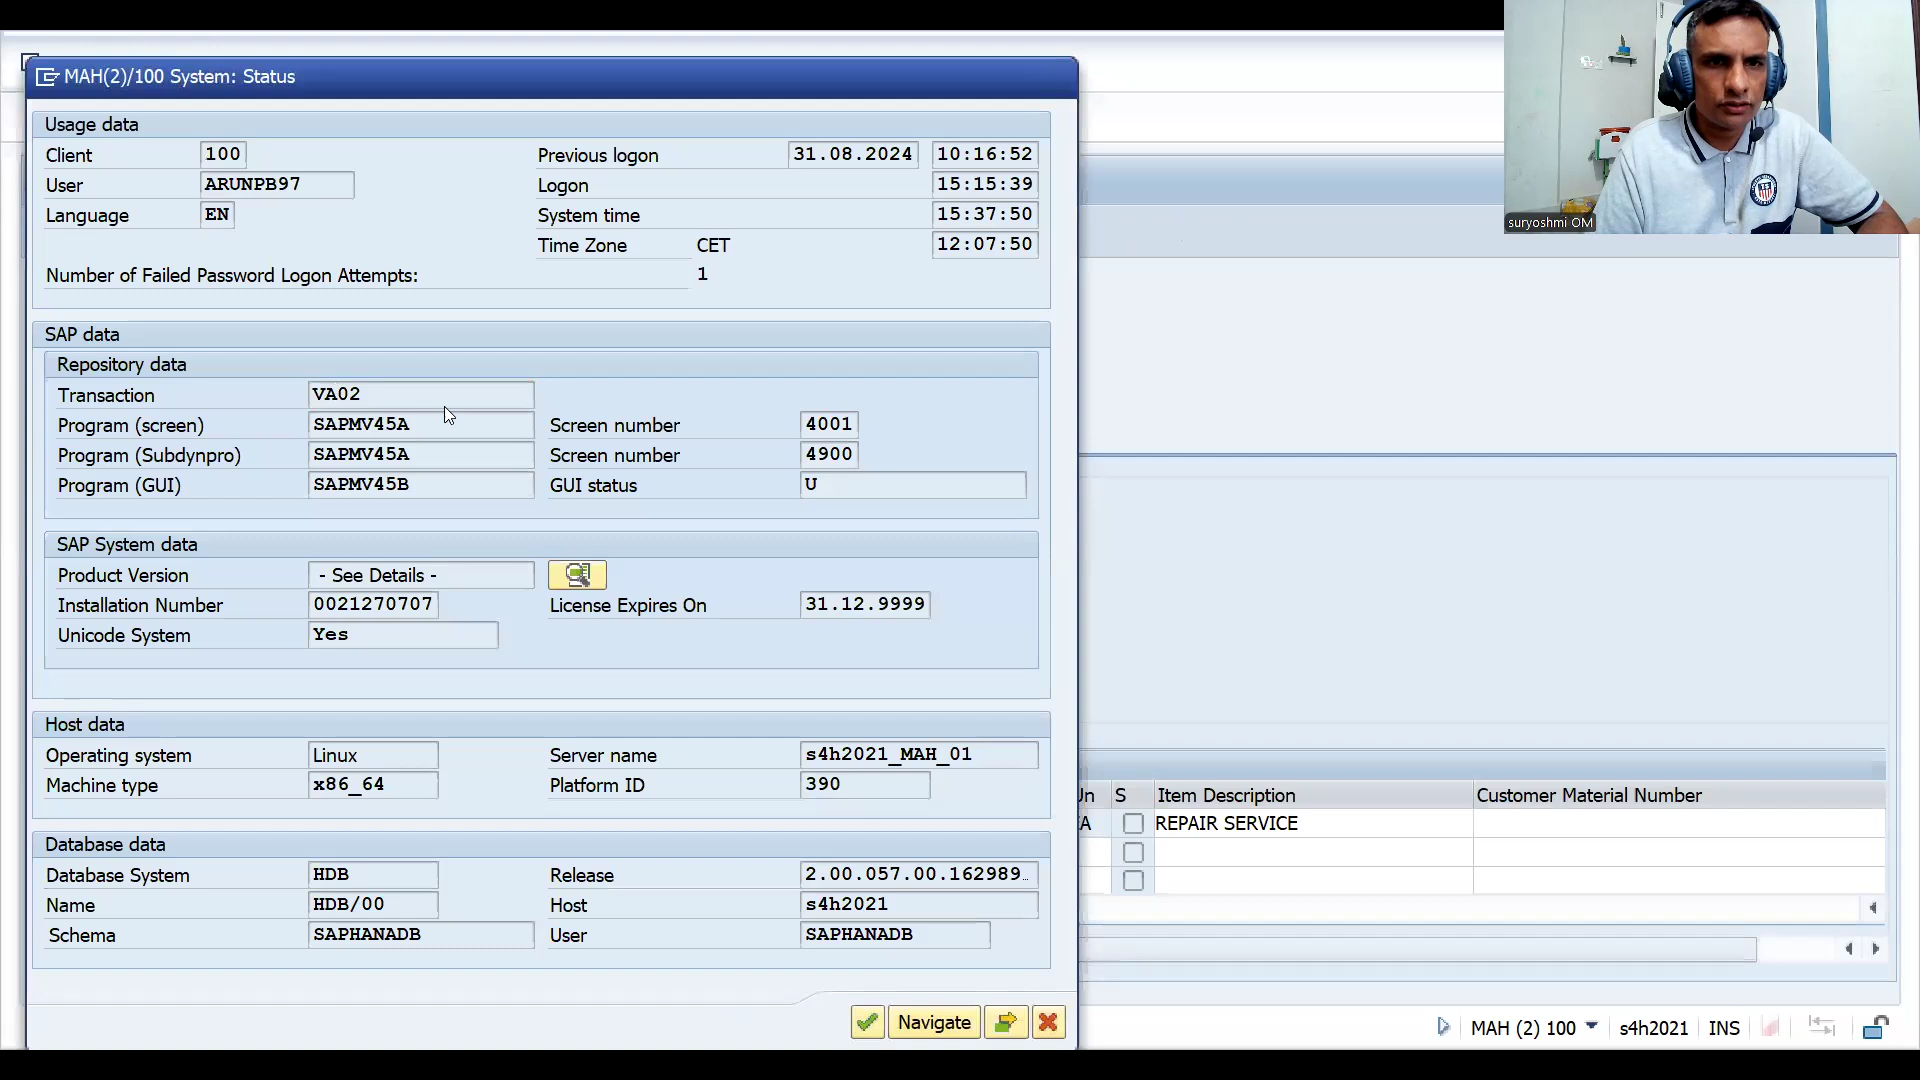 MAH(2)/100 System: Status
Usage data
Client 100 Previous logon 31.08.2024 10:16:52
User ARUNPB97 Logon 15:15:39
Language EN System time 15:37:50
Time Zone CET 12:07:50
Number of Failed Password Logon Attempts: 1
SAP data
Repository data
Transaction VA02
Program (screen) SAPMV45A Screen number 4001
Program (Subdynpro) SAPMV45A Screen number 4900
Program (GUI) SAPMV45B GUI status U
SAP System data
Product Version - See Details -
Installation Number 0021270707 License Expires On 31.12.9999
Unicode System Yes
Host data
Operating system Linux Server name s4h2021_MAH_01
Machine type x86_64 Platform ID 390
Database data
Database System HDB Release 2.00.057.00.162989…
Name HDB/00 Host s4h2021
Schema SAPHANADB User SAPHANADB
Navigate
suryoshmi OM
Un S Item Description Customer Material Number
REPAIR SERVICE
MAH (2) 100 s4h2021 INS